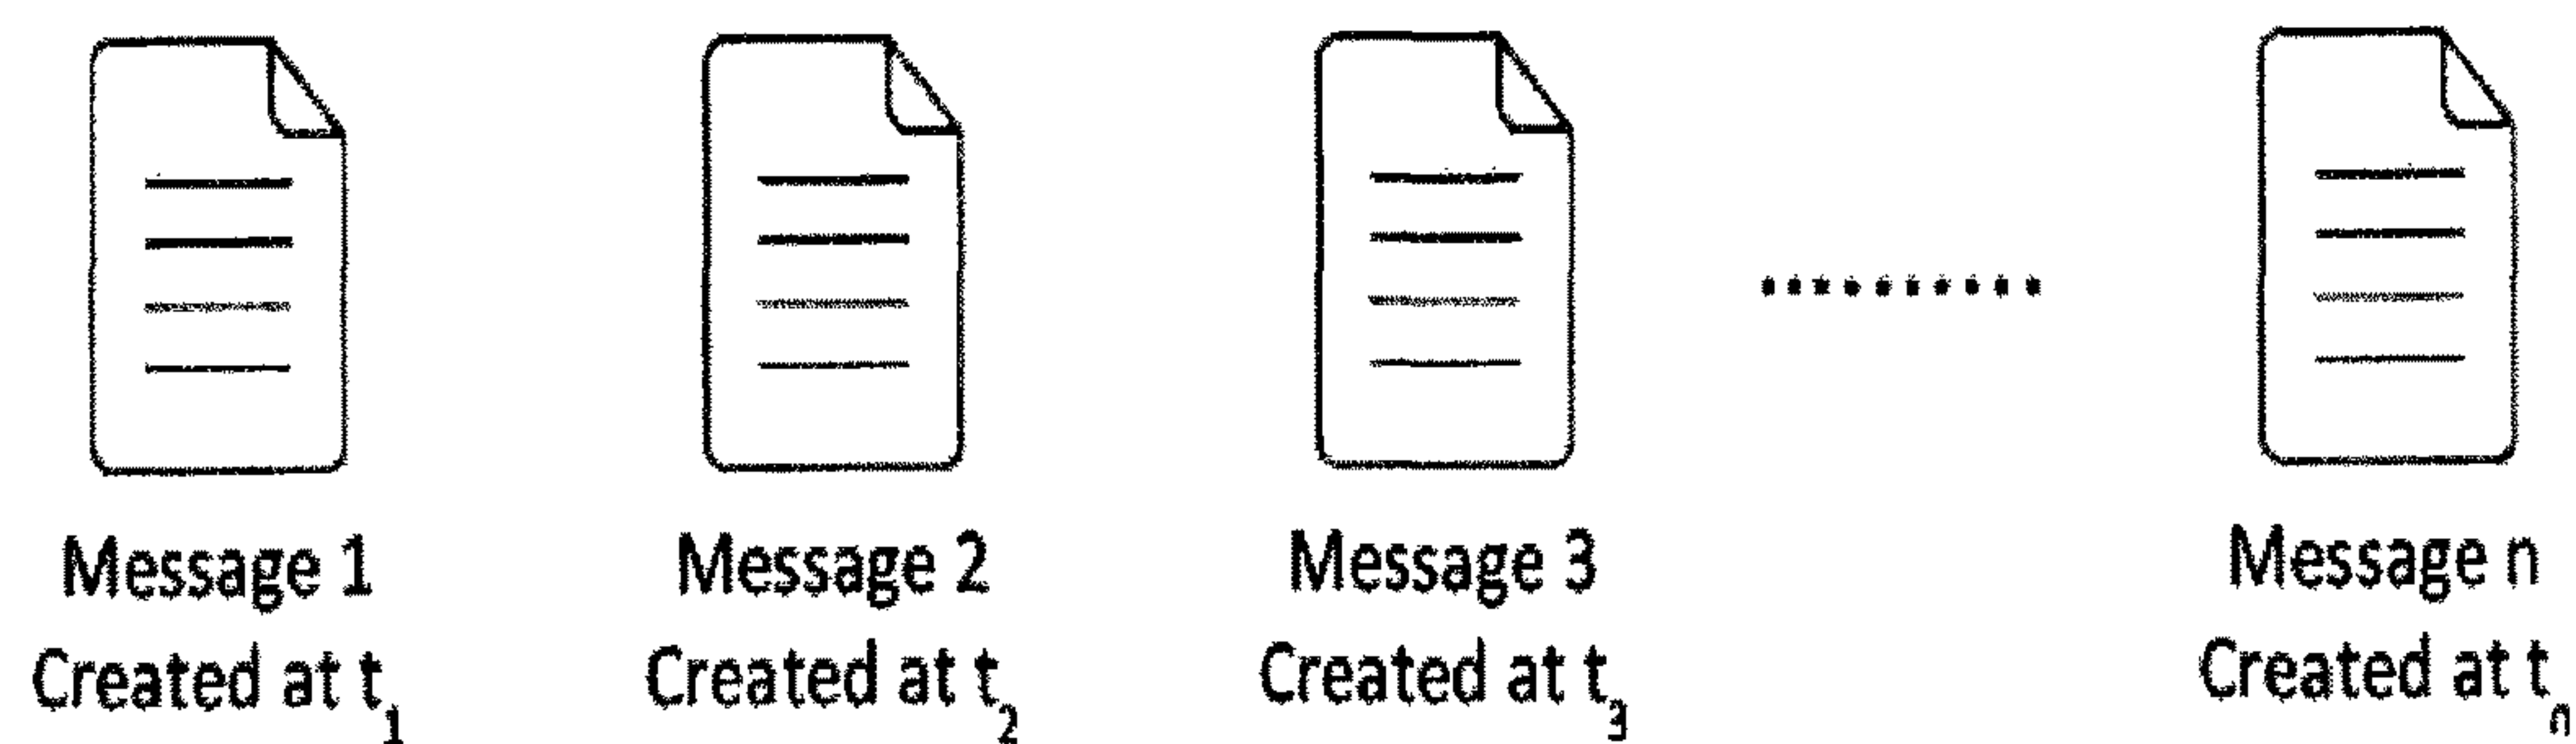 Message 1
Created at t₁
Message 2
Created at t₂
Message 3
Created at t₃
..........
Message n
Created at tₙ